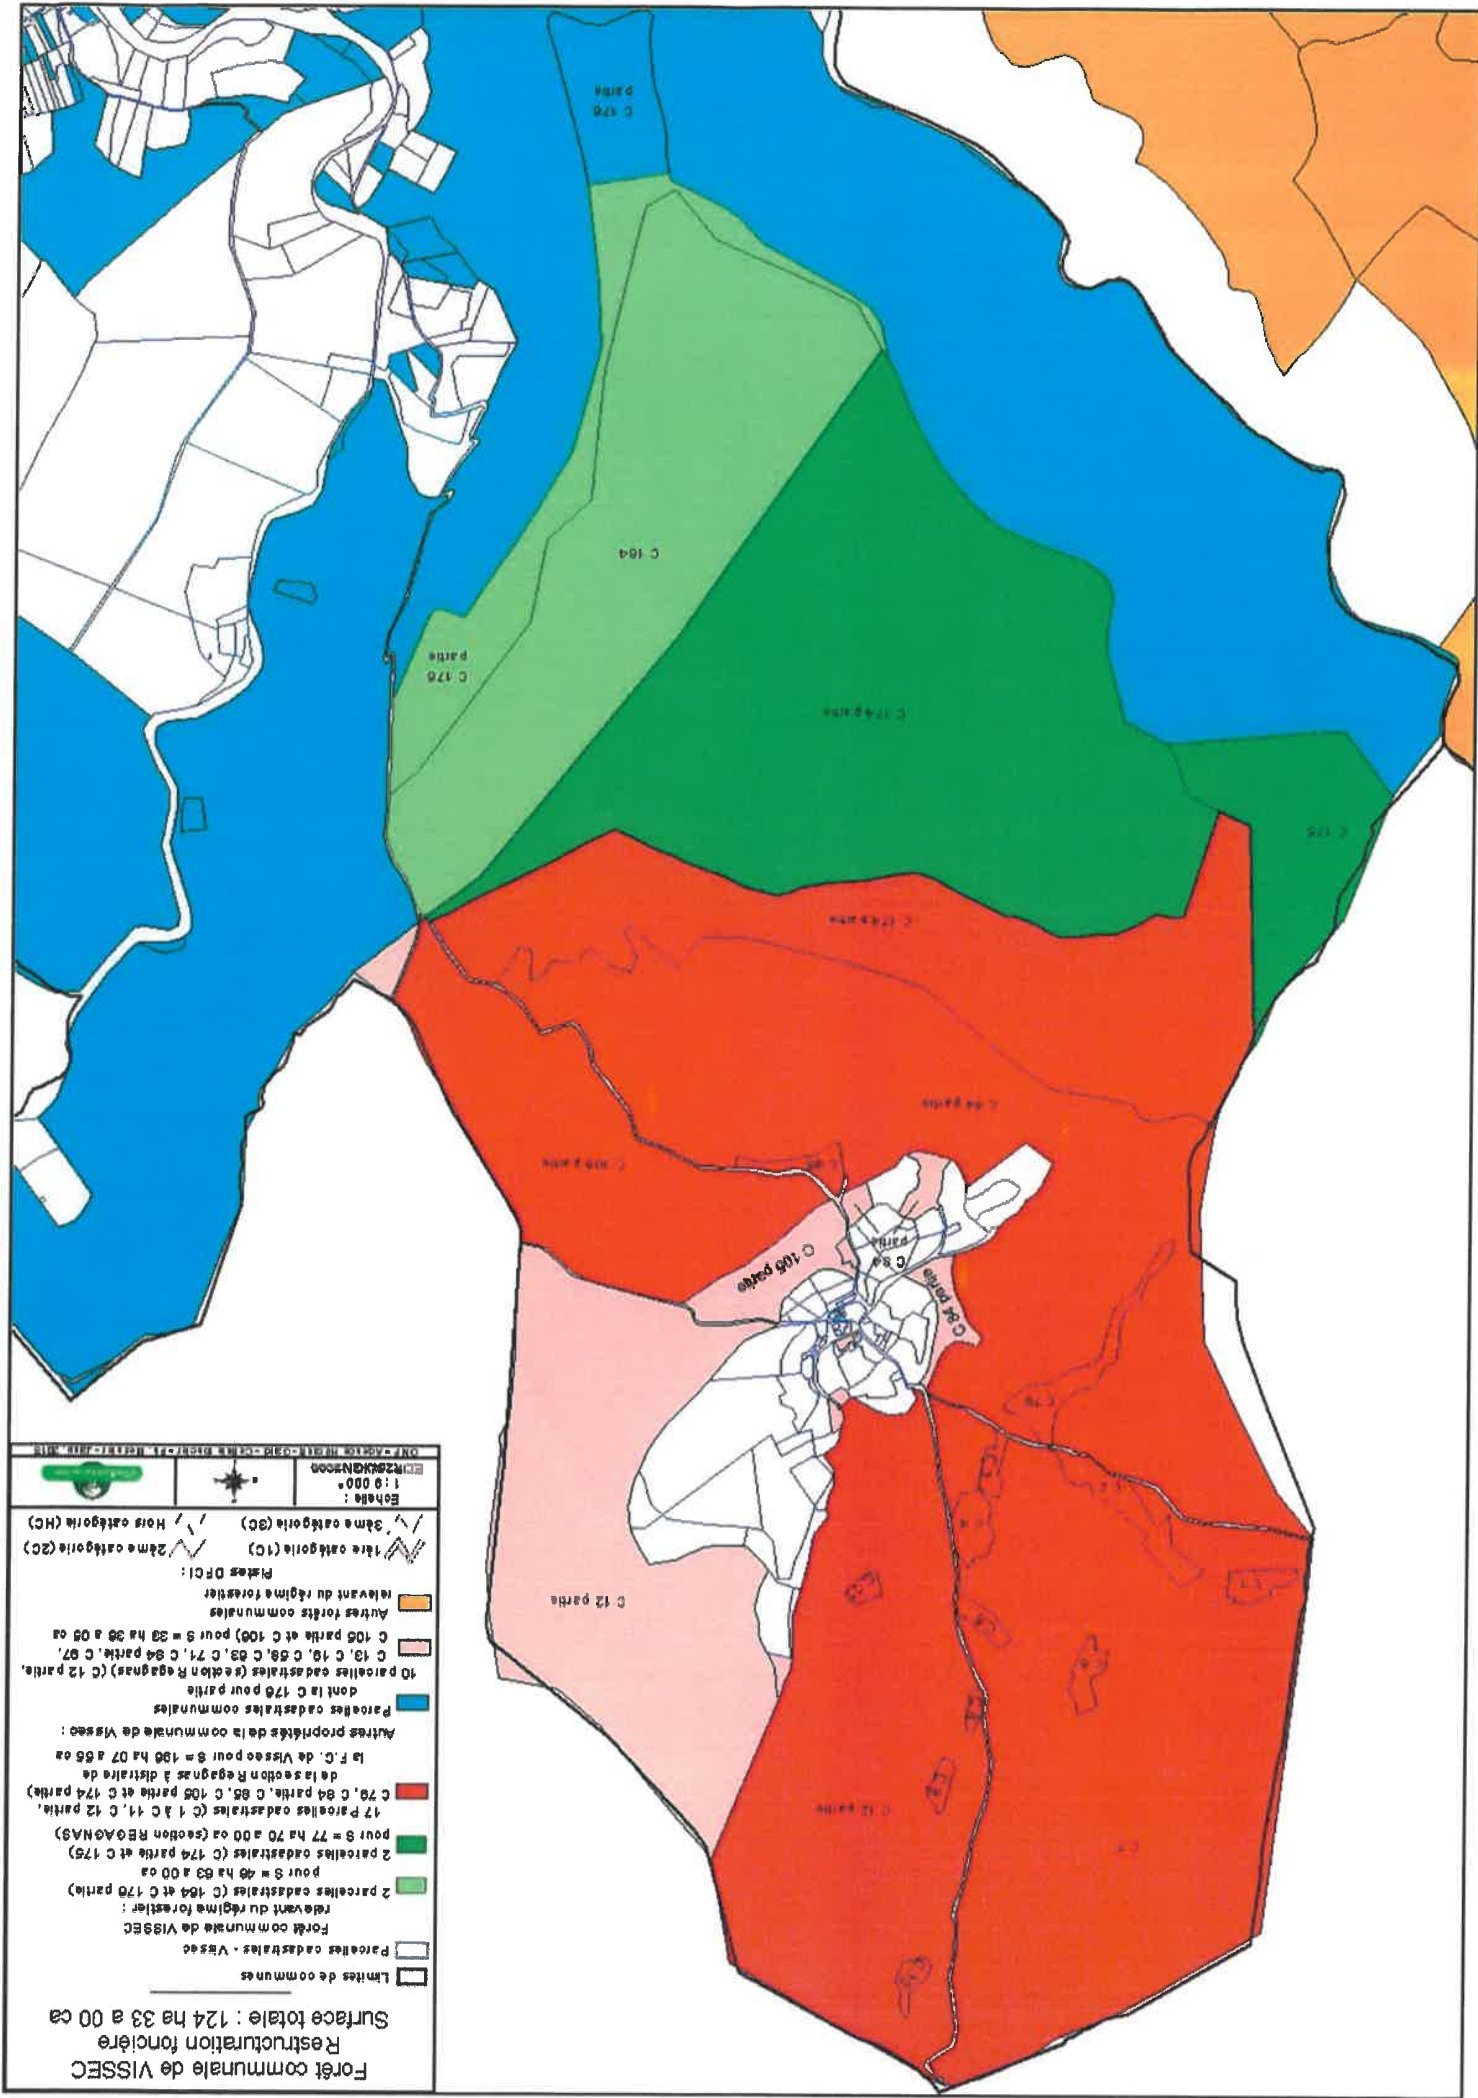 Forêt communale de VISSEC
Restructuration foncière
Surface totale : 124 ha 33 a 00 ca
Limites de communes
Parcelles cadastrales - Vissec
Forêt communale de VISSEC
relevant du régime forestier :
2 parcelles cadastrales (C 164 et C 176 partie)
pour S = 46 ha 63 a 00 ca
2 parcelles cadastrales (C 174 partie et C 175)
pour S = 77 ha 70 a 00 ca (section REGAGNAS)
17 Parcelles cadastrales (C 1 à C 11, C 12 partie,
C 79, C 84 partie, C 85, C 105 partie et C 174 partie)
de la section Regagnas à distraire de
la F.C. de Vissec pour S = 196 ha 07 a 55 ca
Autres propriétés de la commune de Vissec :
Parcelles cadastrales communales
dont la C 176 pour partie
10 parcelles cadastrales (section Regagnas) (C 12 partie,
C 13, C 19, C 58, C 63, C 71, C 84 partie, C 97,
C 105 partie et C 106) pour S = 33 ha 36 a 05 ca
Autres forêts communales
relevant du régime forestier
Pistes DFCI :
1ère catégorie (1C)
2ème catégorie (2C)
3ème catégorie (3C)
Hors catégorie (HC)
Echelle :
1 : 9 000°
C 12 partie
C 12 partie
C 84 partie
C 84
partie
C 105 partie
C 105 partie
C 84 partie
C 174 partie
C 175
C 174 partie
C 176
partie
C 164
C 176
partie